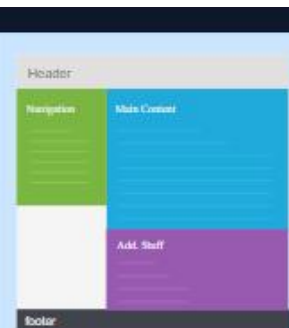 Header
Navigation
Main Content
Add. Stuff
footer